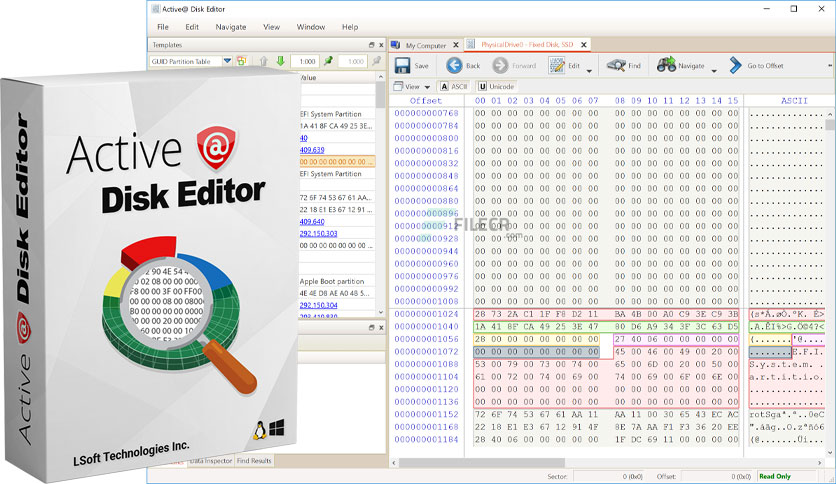 Active@ Disk Editor
File Edit Navigate View Window Help
Templates
GUID Partition Table
1:000
1:000
Value
EFI System Partition
1A 41 8F CA 49 25 3E...
40
409,639
00 00 00 00 00 00 00 ...
EFI System Partition
72 6F 74 53 67 61 AA...
22 18 E1 E3 67 12 91 ...
409,640
292,150,303
00 00 00 00 00 00 00...
Apple Boot partition
4E 4E D8 AE A0 48 5...
292,150,304
Data Inspector Find Results
My Computer PhysicalDrive0 - Fixed Disk, SSD
Save Back Forward Edit Find Navigate Go to Offset
View A ASCII U Unicode
Offset 00 01 02 03 04 05 06 07 08 09 10 11 12 13 14 15 ASCII
000000000768 00 00 00 00 00 00 00 00 00 00 00 00 00 00 00 00 ................
000000000784 00 00 00 00 00 00 00 00 00 00 00 00 00 00 00 00 ................
000000000800 00 00 00 00 00 00 00 00 00 00 00 00 00 00 00 00 ................
000000000816 00 00 00 00 00 00 00 00 00 00 00 00 00 00 00 00 ................
000000000832 00 00 00 00 00 00 00 00 00 00 00 00 00 00 00 00 ................
000000000848 00 00 00 00 00 00 00 00 00 00 00 00 00 00 00 00 ................
000000000864 00 00 00 00 00 00 00 00 00 00 00 00 00 00 00 00 ................
000000000880 00 00 00 00 00 00 00 00 00 00 00 00 00 00 00 00 ................
000000000896 00 00 00 00 00 00 00 00 00 00 00 00 00 00 00 00 ................
000000000912 00 00 00 00 00 00 00 00 00 00 00 00 00 00 00 00 ................
FILECR
.com
000000000928 00 00 00 00 00 00 00 00 00 00 00 00 00 00 00 00 ................
000000000944 00 00 00 00 00 00 00 00 00 00 00 00 00 00 00 00 ................
000000000960 00 00 00 00 00 00 00 00 00 00 00 00 00 00 00 00 ................
000000000976 00 00 00 00 00 00 00 00 00 00 00 00 00 00 00 00 ................
000000000992 00 00 00 00 00 00 00 00 00 00 00 00 00 00 00 00 ................
000000001008 00 00 00 00 00 00 00 00 00 00 00 00 00 00 00 00 ................
000000001024 28 73 2A C1 1F F8 D2 11 BA 4B 00 A0 C9 3E C9 3B (s*Á.øÒ.ºK. É>
000000001040 1A 41 8F CA 49 25 3E 47 80 D6 A9 34 3F 3C 63 D5 .A.ÊI%>G.Ö©4?<
000000001056 28 00 00 00 00 00 00 00 27 40 06 00 00 00 00 00 (.......'@....
000000001072 00 00 00 00 00 00 00 00 45 00 46 00 49 00 20 00 ........E.F.I
000000001088 53 00 79 00 73 00 74 00 65 00 6D 00 20 00 50 00 S.y.s.t.e.m.
000000001104 61 00 72 00 74 00 69 00 74 00 69 00 6F 00 6E 00 a.r.t.i.t.i.o.
000000001120 00 00 00 00 00 00 00 00 00 00 00 00 00 00 00 00 ................
000000001136 00 00 00 00 00 00 00 00 00 00 00 00 00 00 00 00 ................
000000001152 72 6F 74 53 67 61 AA 11 AA 11 00 30 65 43 EC AC rotSgaª.ª..0eC
000000001168 22 18 E1 E3 67 12 91 4F 8E 7A AA F1 F3 36 20 EE
000000001184 28 40 06 00 00 00 00 00 1F DC 69 11 00 00 00 00
Sector: 0 (0x0) Offset: 0 (0x0) Read Only
Active @
Disk Editor
LSoft Technologies Inc.
Active @ Disk Editor